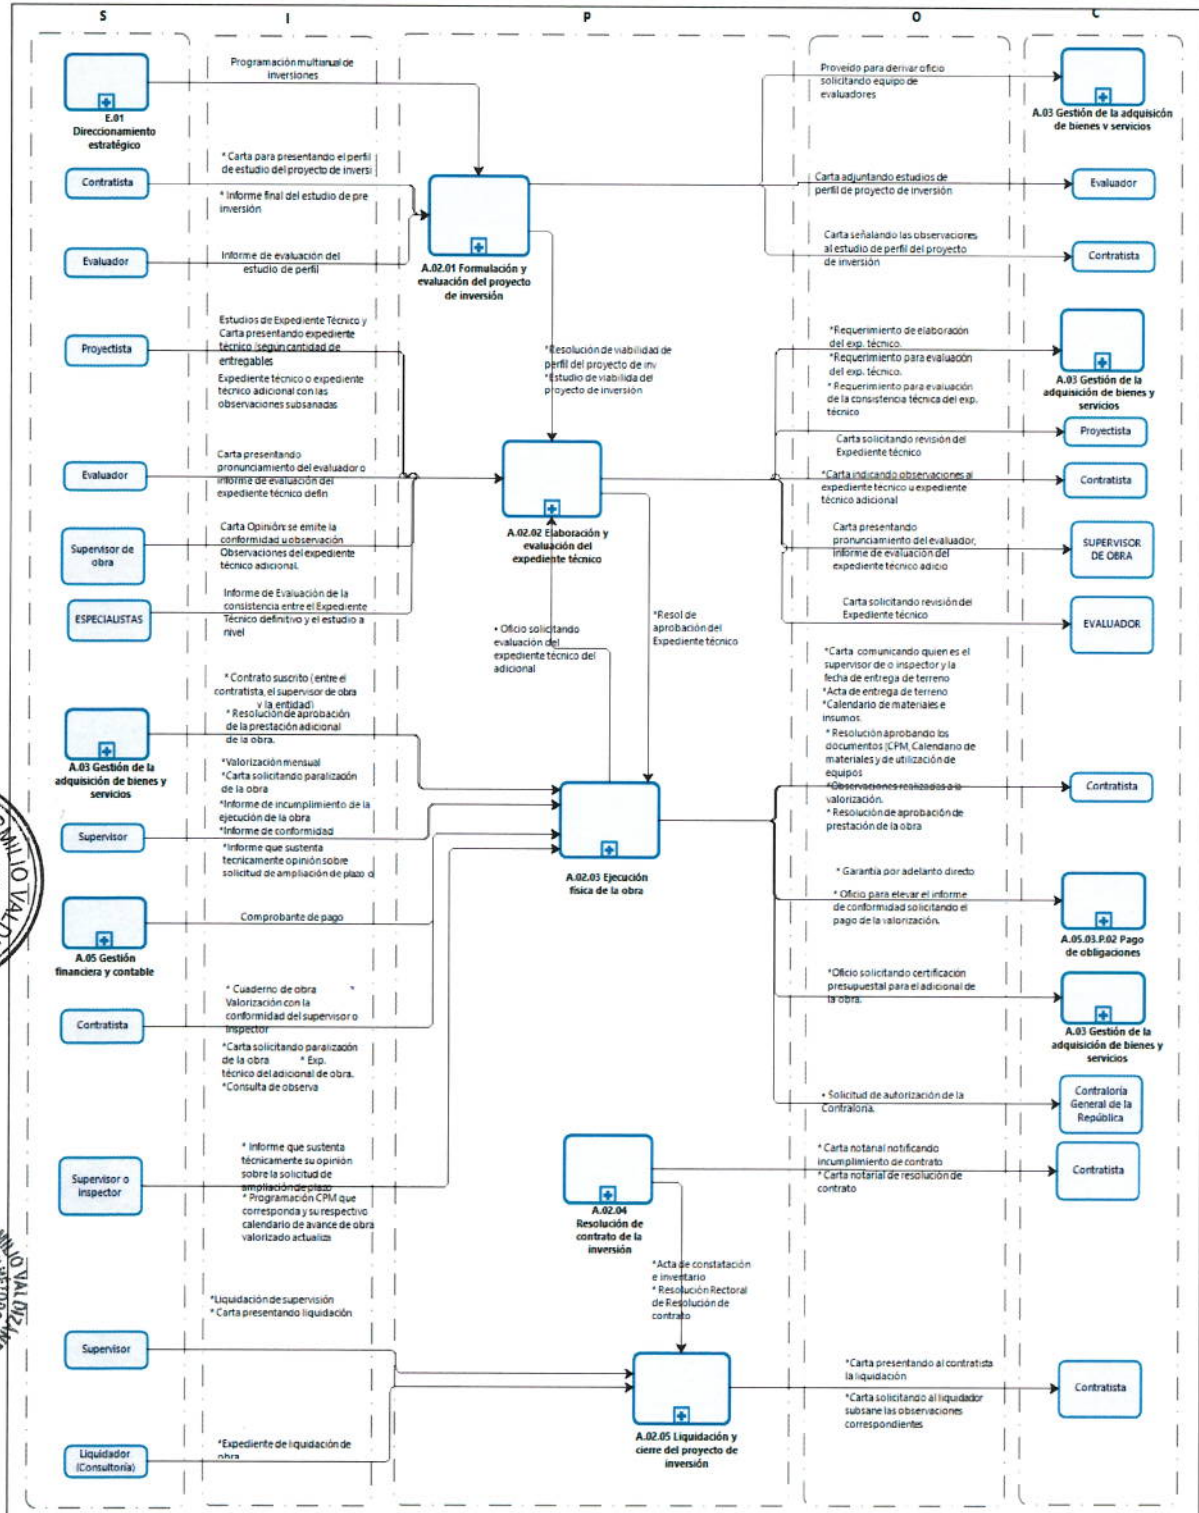 S
I
P
O
C
E.01
Direccionamiento
estratégico
Contratista
Evaluador
Proyectista
Evaluador
Supervisor de
obra
ESPECIALISTAS
A.03 Gestión de la
adquisición de bienes y
servicios
Supervisor
A.05 Gestión
financiera y contable
Contratista
Supervisor o
inspector
Supervisor
Liquidador
(Consultoría)
Programación multianual de
inversiones
* Carta para presentando el perfil
de estudio del proyecto de inversi
* Informe final del estudio de pre
inversión
Informe de evaluación del
estudio de perfil
Estudios de Expediente Técnico y
Carta presentando expediente
técnico (según cantidad de
entregables
Expediente técnico o expediente
técnico adicional con las
observaciones subsanadas
Carta presentando
pronunciamiento del evaluador o
informe de evaluación del
expediente técnico defin
Carta Opinión: se emite la
conformidad u observación
Observaciones del expediente
técnico adicional.
Informe de Evaluación de la
consistencia entre el Expediente
Técnico definitivo y el estudio a
nivel
* Contrato suscrito ( entre el
contratista, el supervisor de obra
y la entidad)
* Resolución de aprobación
de la prestación adicional
de la obra.
*Valorización mensual
*Carta solicitando paralización
de la obra
*Informe de incumplimiento de la
ejecución de la obra
*Informe de conformidad
*Informe que sustenta
tecnicamente opinión sobre
solicitud de ampliación de plazo o
Comprobante de pago
* Cuaderno de obra *
Valorización con la
conformidad del supervisor o
inspector
*Carta solicitando paralización
de la obra * Exp.
técnico del adicional de obra.
*Consulta de observa
* Informe que sustenta
técnicamente su opinión
sobre la solicitud de
ampliación de plazo
* Programación CPM que
corresponda y su respectivo
calendario de avance de obra
valorizado actualiza
*Liquidación de supervisión
* Carta presentando liquidación
*Expediente de liquidación de
obra
A.02.01 Formulación y
evaluación del proyecto
de inversión
*Resolución de viabilidad de
perfil del proyecto de inv
*Estudio de viabilida del
proyecto de inversión
A.02.02 Elaboración y
evaluación del
expediente técnico
• Oficio solicitando
evaluación del
expediente técnico del
adicional
*Resol de
aprobación del
Expediente técnico
A.02.03 Ejecución
física de la obra
A.02.04
Resolución de
contrato de la
inversión
*Acta de constatación
e inventario
* Resolución Rectoral
de Resolución de
contrato
A.02.05 Liquidación y
cierre del proyecto de
inversión
Proveido para derivar oficio
solicitando equipo de
evaluadores
Carta adjuntando estudios de
perfil de proyecto de inversión
Carta señalando las observaciones
al estudio de perfil del proyecto
de inversión
*Requerimiento de elaboración
del exp. técnico.
*Requerimiento para evaluación
del exp. técnico.
* Requerimiento para evaluación
de la consistencia técnica del exp.
técnico
Carta solicitando revisión del
Expediente técnico
*Carta indicando observaciones al
expediente técnico u expediente
técnico adicional
Carta presentando
pronunciamiento del evaluador,
informe de evaluación del
expediente técnico adicio
Carta solicitando revisión del
Expediente técnico
*Carta comunicando quien es el
supervisor de o inspector y la
fecha de entrega de terreno
*Acta de entrega de terreno
*Calendario de materiales e
insumos.
* Resolución aprobando los
documentos (CPM, Calendario de
materiales y de utilización de
equipos
*Observaciones realizadas a la
valorización.
* Resolución de aprobación de
prestación de la obra
* Garantía por adelanto directo
* Oficio para elevar el informe
de conformidad solicitando el
pago de la valorización.
*Oficio solicitando certificación
presupuestal para el adicional de
la obra.
• Solicitud de autorización de la
Contraloria.
* Carta notarial notificando
incumplimiento de contrato
* Carta notarial de resolución de
contrato
*Carta presentando al contratista
la liquidación
*Carta solicitando al liquidador
subsane las observaciones
correspondientes
A.03 Gestión de la adquisicón
de bienes v servicios
Evaluador
Contratista
A.03 Gestión de la
adquisición de bienes y
servicios
Proyectista
Contratista
SUPERVISOR
DE OBRA
EVALUADOR
Contratista
A.05.03.P.02 Pago
de obligaciones
A.03 Gestión de la
adquisición de bienes y
servicios
Contraloría
General de la
República
Contratista
Contratista